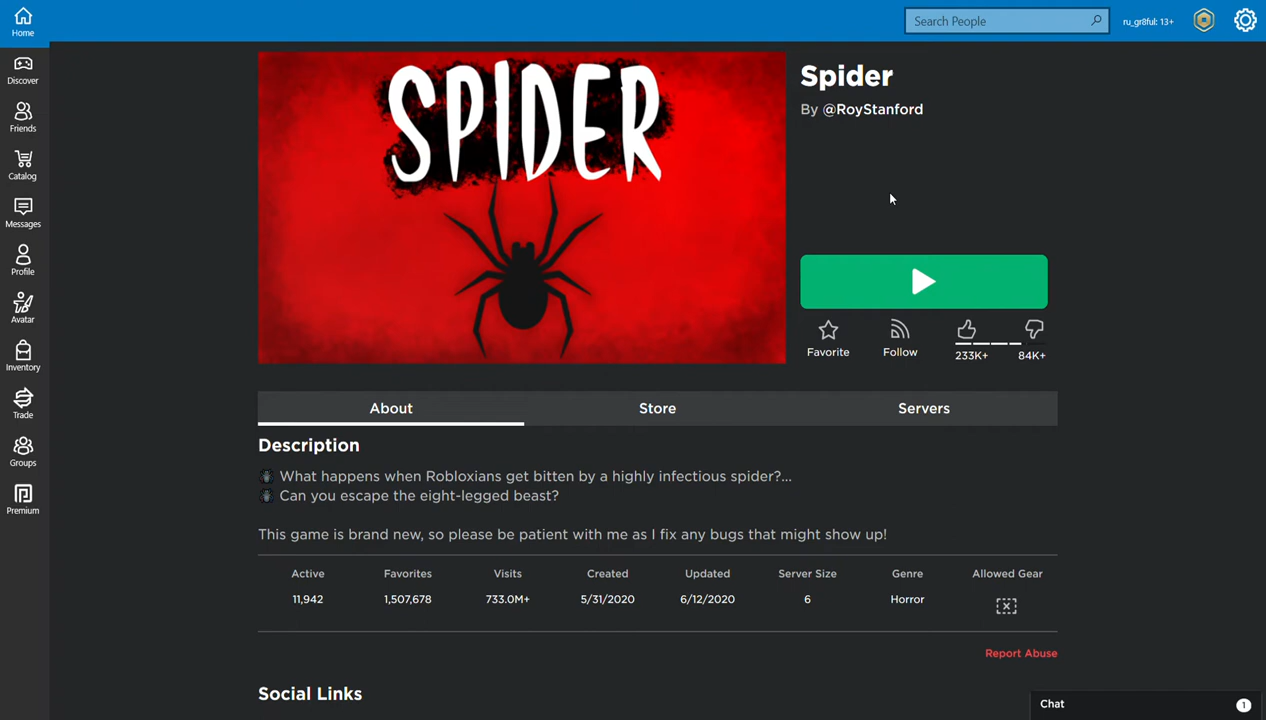 Home
Search People
ru_gr8ful: 13+
Discover
Friends
Catalog
Messages
Profile
Avatar
Inventory
Trade
Groups
Premium
SPIDER
Spider
By @RoyStanford
Favorite
Follow
233K+
84K+
About
Store
Servers
Description
What happens when Robloxians get bitten by a highly infectious spider?...
Can you escape the eight-legged beast?
This game is brand new, so please be patient with me as I fix any bugs that might show up!
Active Favorites Visits Created Updated Server Size Genre Allowed Gear
11,942 1,507,678 733.0M+ 5/31/2020 6/12/2020 6 Horror
Report Abuse
Social Links
Chat 1